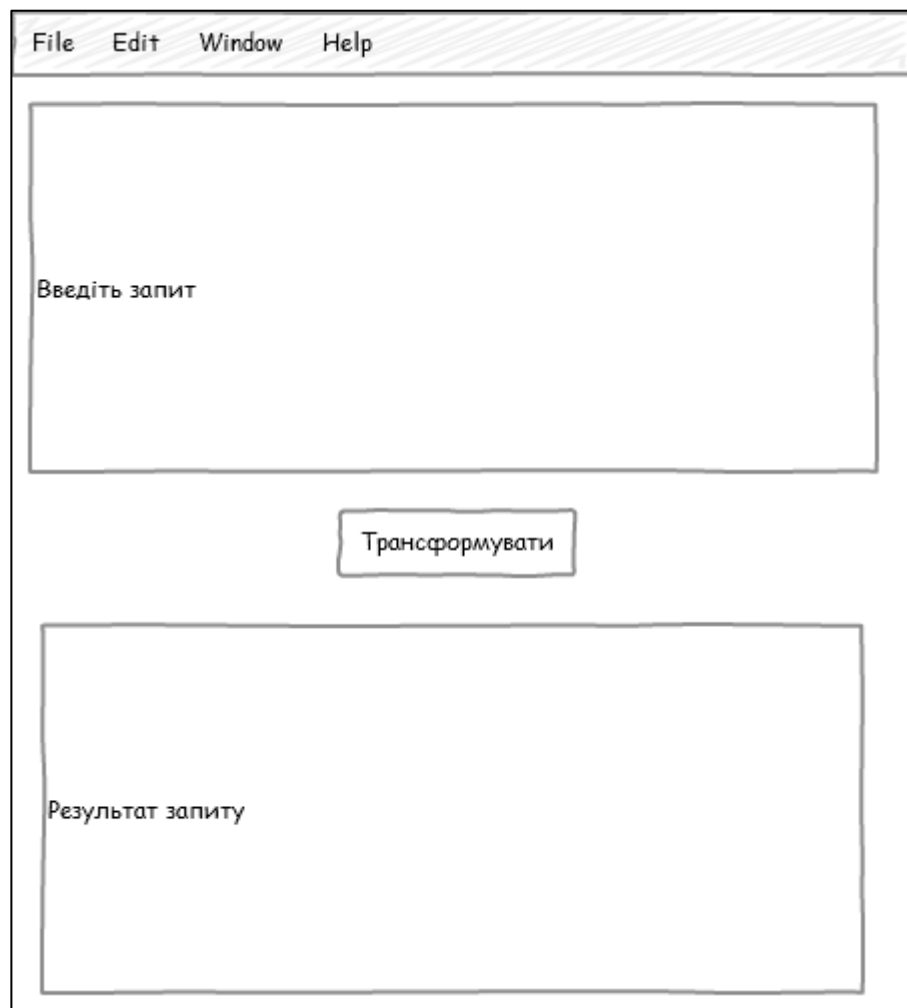 File Edit Window Help
Введіть запит
Трансформувати
Результат запиту